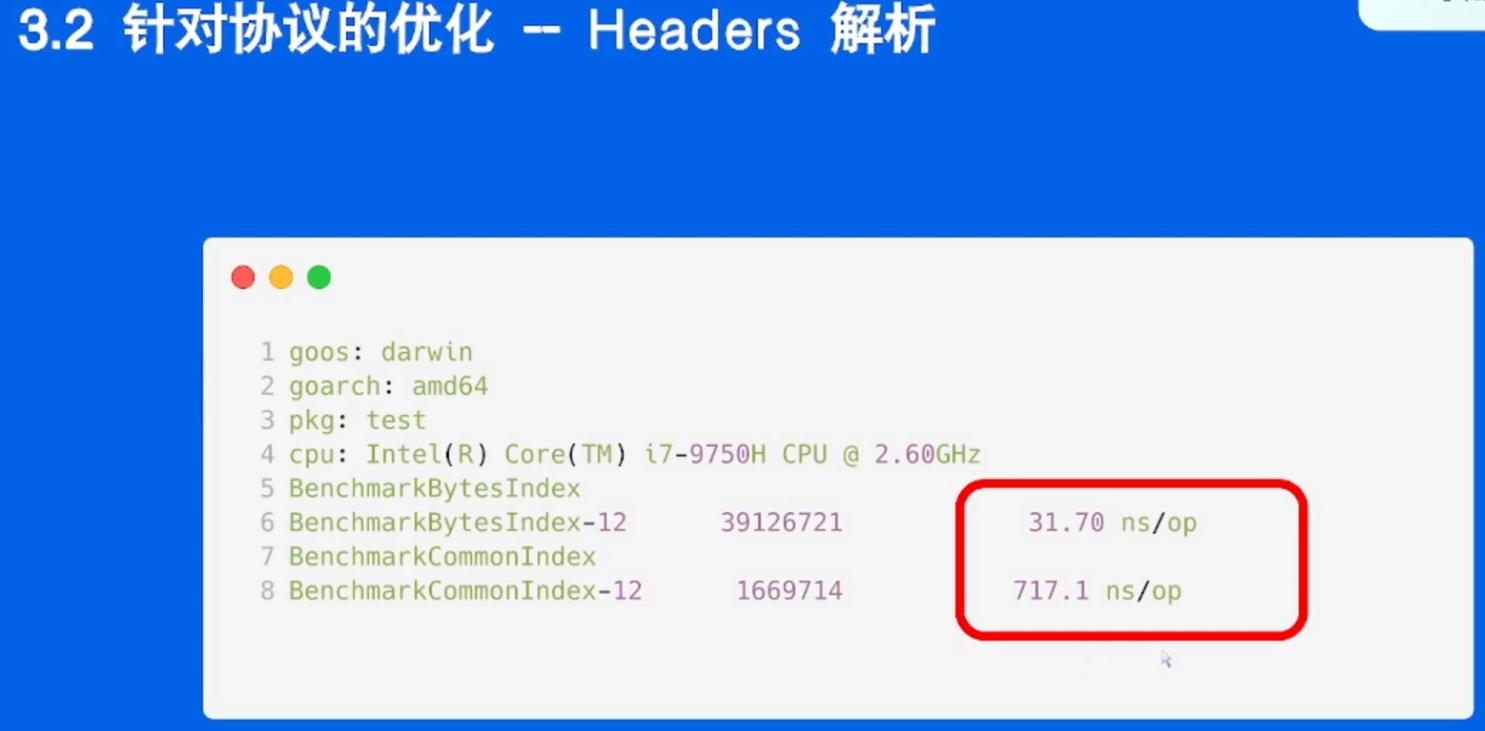 3.2 针对协议的优化 -- Headers 解析
1 goos: darwin
2 goarch: amd64
3 pkg: test
4 cpu: Intel(R) Core(TM) i7-9750H CPU @ 2.60GHz
5 BenchmarkBytesIndex
6 BenchmarkBytesIndex-12 39126721 31.70 ns/op
7 BenchmarkCommonIndex
8 BenchmarkCommonIndex-12 1669714 717.1 ns/op